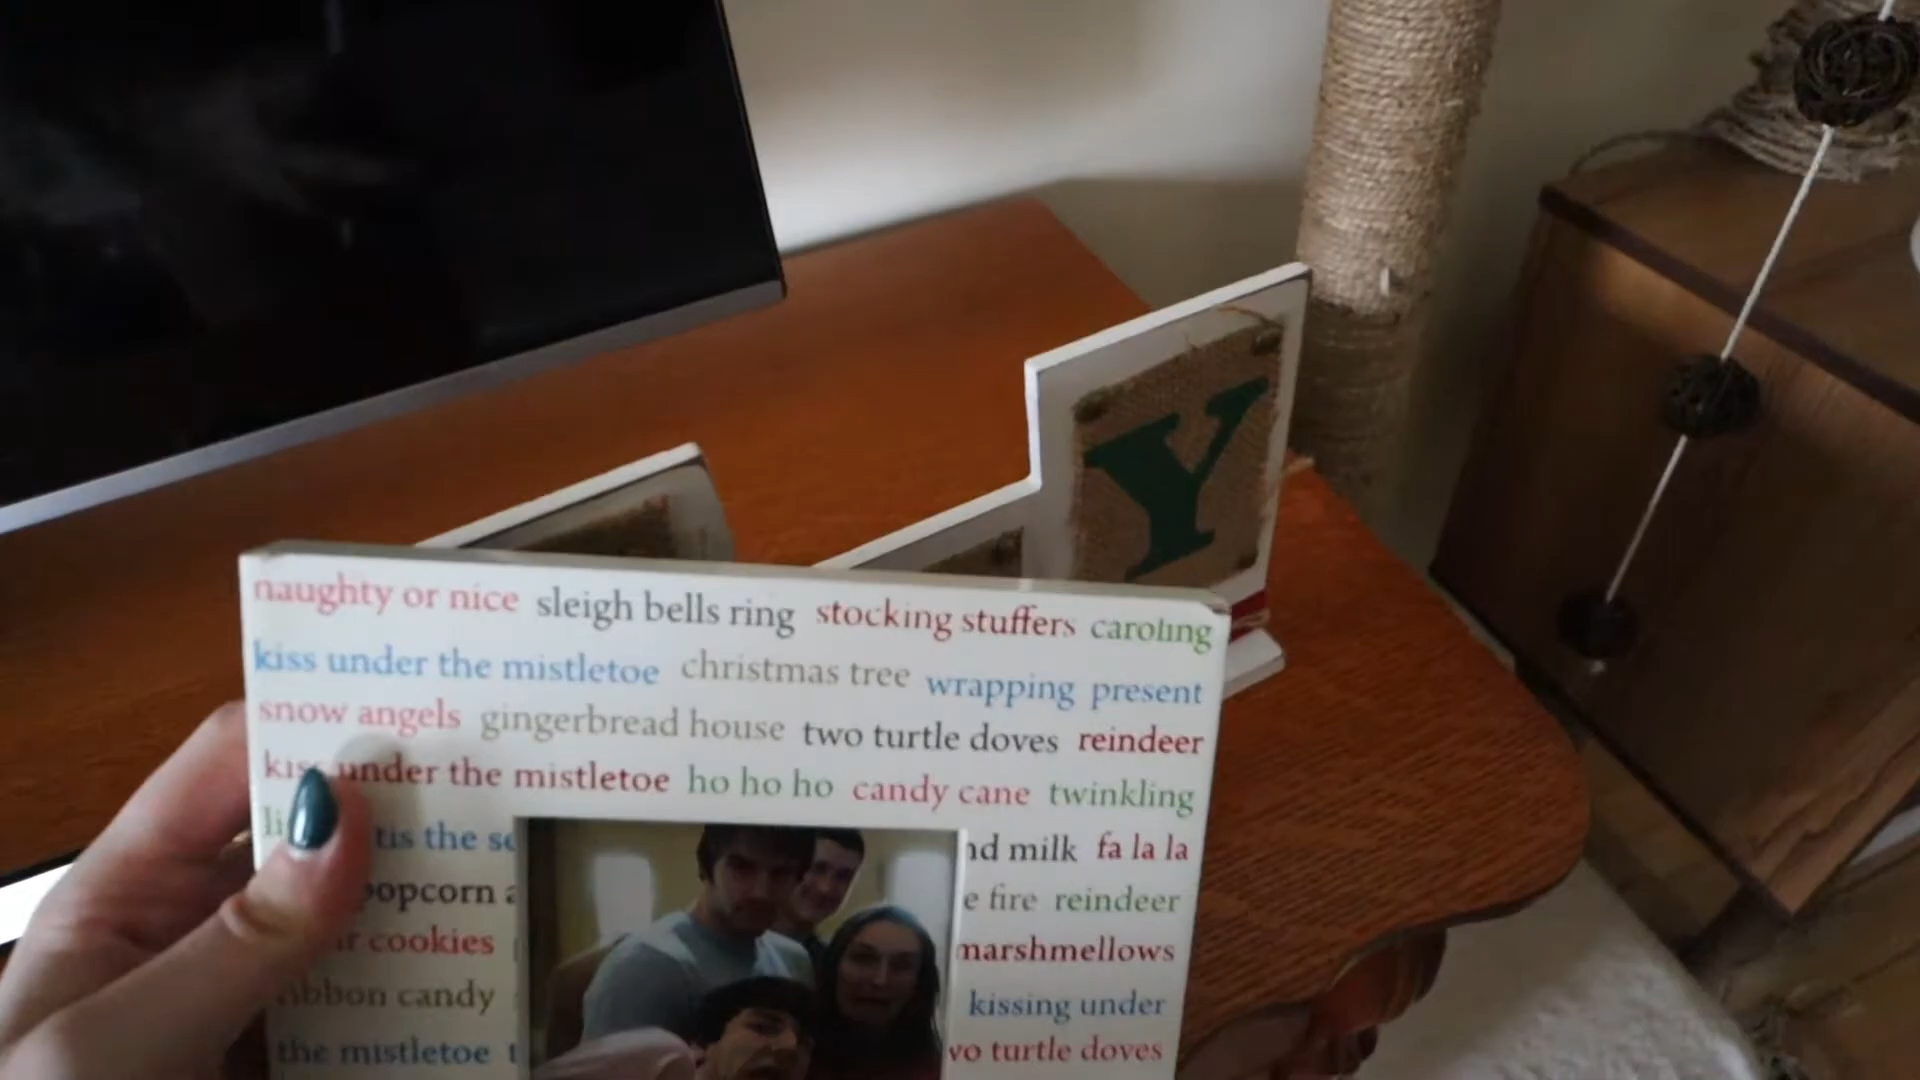 Y
naughty or nice sleigh bells ring stocking stuffers caroling
kiss under the mistletoe christmas tree wrapping present
snow angels gingerbread house two turtle doves reindeer
kiss under the mistletoe ho ho ho candy cane twinkling
tis the nd milk fa la la
popcorn e fire reindeer
cookies marshmellows
candy kissing under
the mistletoe turtle doves